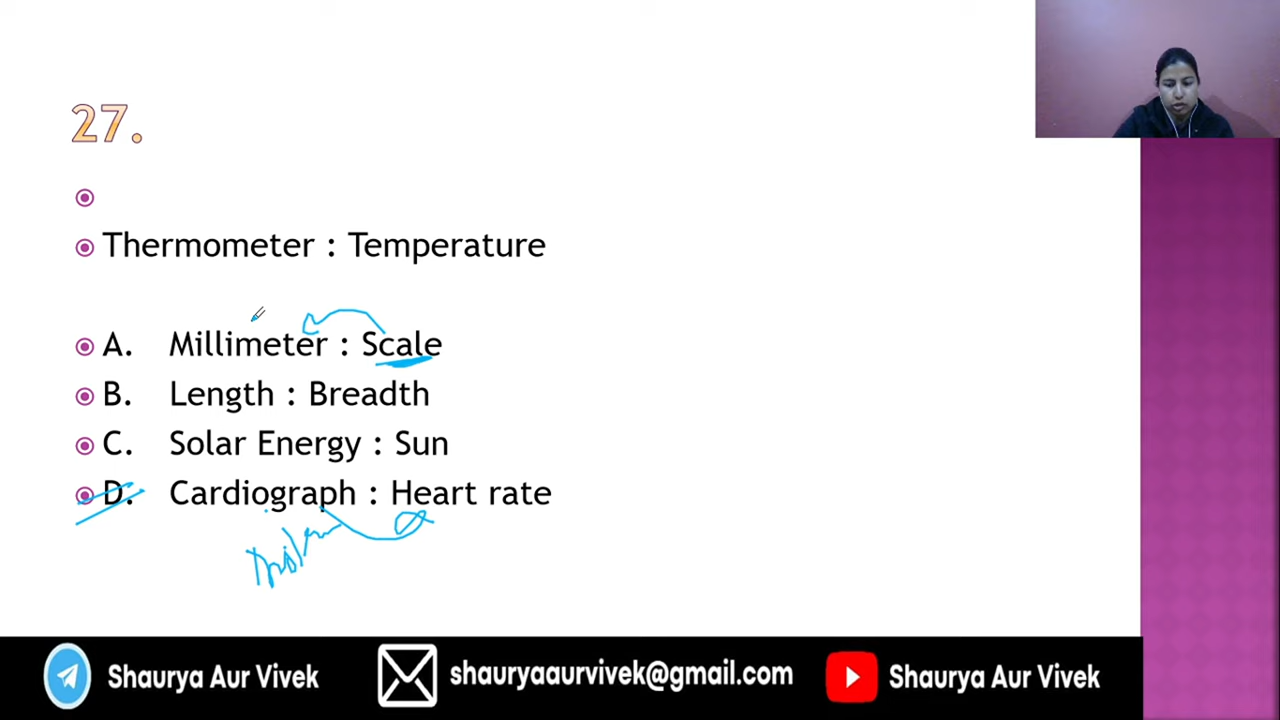 27.
Thermometer : Temperature
A. Millimeter : Scale
B. Length : Breadth
C. Solar Energy : Sun
D. Cardiograph : Heart rate
Shaurya Aur Vivek shauryaaurvivek@gmail.com Shaurya Aur Vivek